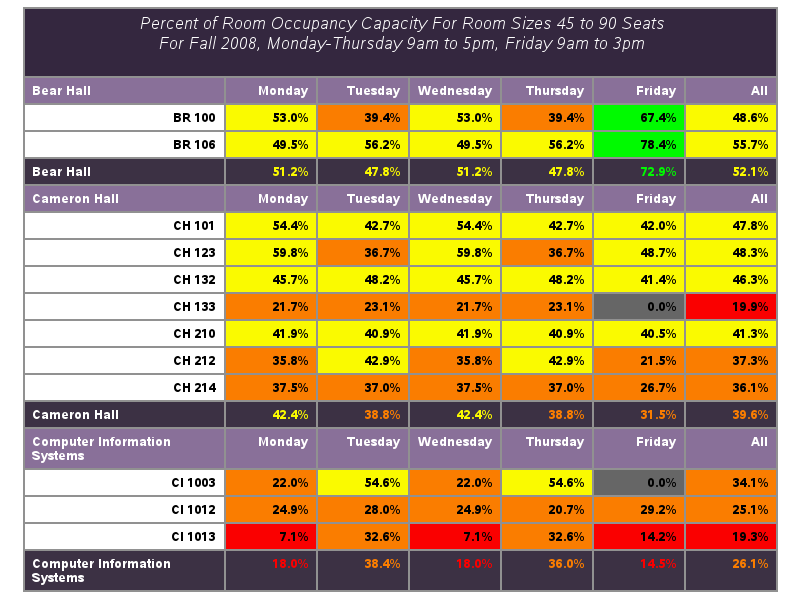 Percent of Room Occupancy Capacity For Room Sizes 45 to 90 Seats
For Fall 2008, Monday-Thursday 9am to 5pm, Friday 9am to 3pm
Bear Hall Monday Tuesday Wednesday Thursday Friday All
BR 100 53.0% 39.4% 53.0% 39.4% 67.4% 48.6%
BR 106 49.5% 56.2% 49.5% 56.2% 78.4% 55.7%
Bear Hall 51.2% 47.8% 51.2% 47.8% 72.9% 52.1%
Cameron Hall Monday Tuesday Wednesday Thursday Friday All
CH 101 54.4% 42.7% 54.4% 42.7% 42.0% 47.8%
CH 123 59.8% 36.7% 59.8% 36.7% 48.7% 48.3%
CH 132 45.7% 48.2% 45.7% 48.2% 41.4% 46.3%
CH 133 21.7% 23.1% 21.7% 23.1% 0.0% 19.9%
CH 210 41.9% 40.9% 41.9% 40.9% 40.5% 41.3%
CH 212 35.8% 42.9% 35.8% 42.9% 21.5% 37.3%
CH 214 37.5% 37.0% 37.5% 37.0% 26.7% 36.1%
Cameron Hall 42.4% 38.8% 42.4% 38.8% 31.5% 39.6%
Computer Information Monday Tuesday Wednesday Thursday Friday All
Systems
CI 1003 22.0% 54.6% 22.0% 54.6% 0.0% 34.1%
CI 1012 24.9% 28.0% 24.9% 20.7% 29.2% 25.1%
CI 1013 7.1% 32.6% 7.1% 32.6% 14.2% 19.3%
Computer Information 18.0% 38.4% 18.0% 36.0% 14.5% 26.1%
Systems